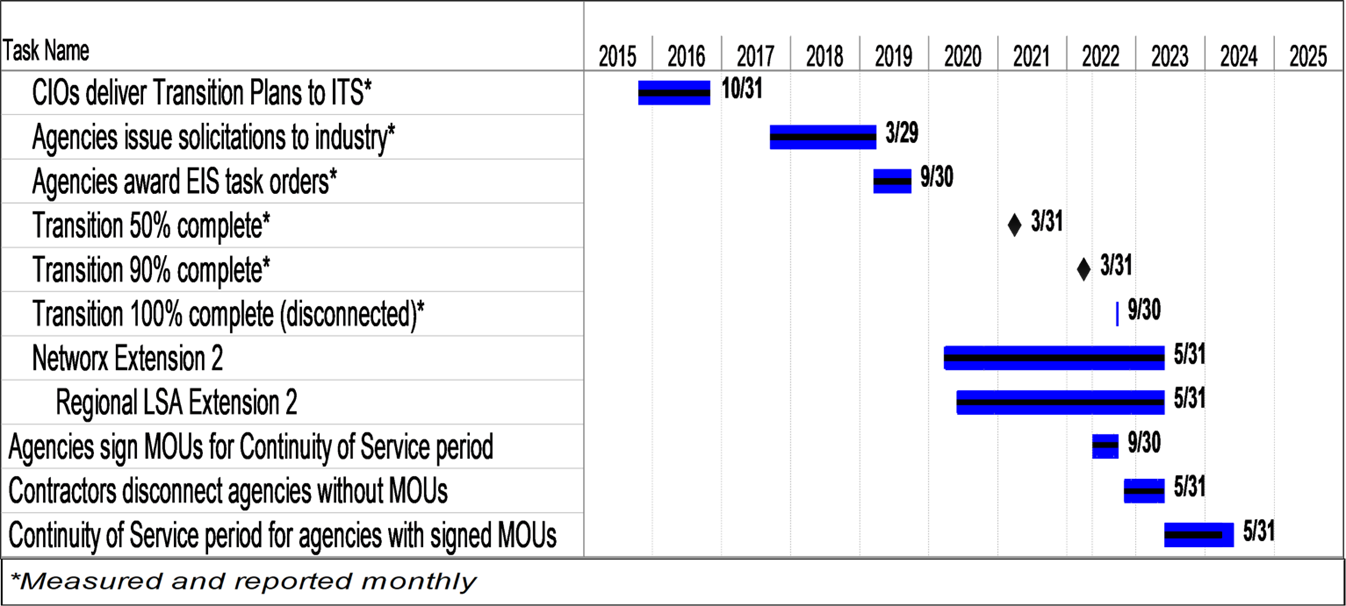 Task Name 2015 2016 2017 2018 2019 2020 2021 2022 2023 2024 2025
CIOs deliver Transition Plans to ITS* 10/31
Agencies issue solicitations to industry* 3/29
Agencies award EIS task orders* 9/30
Transition 50% complete* 3/31
Transition 90% complete* 3/31
Transition 100% complete (disconnected)* 9/30
Networx Extension 2 5/31
Regional LSA Extension 2 5/31
Agencies sign MOUs for Continuity of Service period 9/30
Contractors disconnect agencies without MOUs 5/31
Continuity of Service period for agencies with signed MOUs 5/31
*Measured and reported monthly